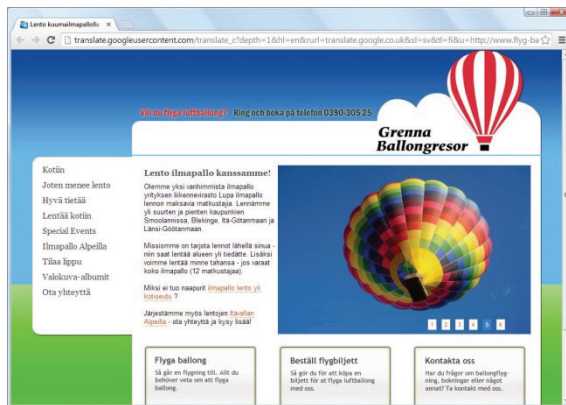 Lento kuumailmapallolla
translate.googleusercontent.com/translate_c?depth=1&hl=en&rurl=translate.google.co.uk&sl=sv&tl=fi&u=http://www.flyg-ba
Vill du flyga luftballong? - Ring och boka på telefon 0390-305 25
Grenna
Ballongresor
Kotiin
Joten menee lento
Hyvä tietää
Lentää kotiin
Special Events
Ilmapallo Alpeilla
Tilaa lippu
Valokuva-albumit
Ota yhteyttä
Lento ilmapallo kanssamme!
Olemme yksi vanhimmista ilmapallo
yrityksen liikennevirasto Lupa ilmapallo
lennon maksavia matkustajia. Lennämme
yli suurten ja pienten kaupunkien
Smoolannissa, Blekinge, Itä-Götanmaan ja
Länsi-Göötanmaan.
Missiomme on tarjota lennot lähellä sinua -
niin saat lentää alueen yli tiedätte. Lisäksi
voimme lentää minne tahansa - jos varaat
koko ilmapallo (12 matkustajaa).
Miksi ei tuo naapurit ilmapallo lento yli
kotiseutu ?
Järjestämme myös lentojen Itävallan
Alpeilla - ota yhteyttä ja kysy lisää!
1 2 3 4 5 6
Flyga ballong
Så går en flygning till. Allt du
behöver veta om att flyga
ballong.
Beställ flygbiljett
Så gör du för att köpa en
biljett för at flyga luftballong
med oss.
Kontakta oss
Har du frågor om ballongflyg-
ning, bokningar eller något
annat? Ta kontakt med oss.